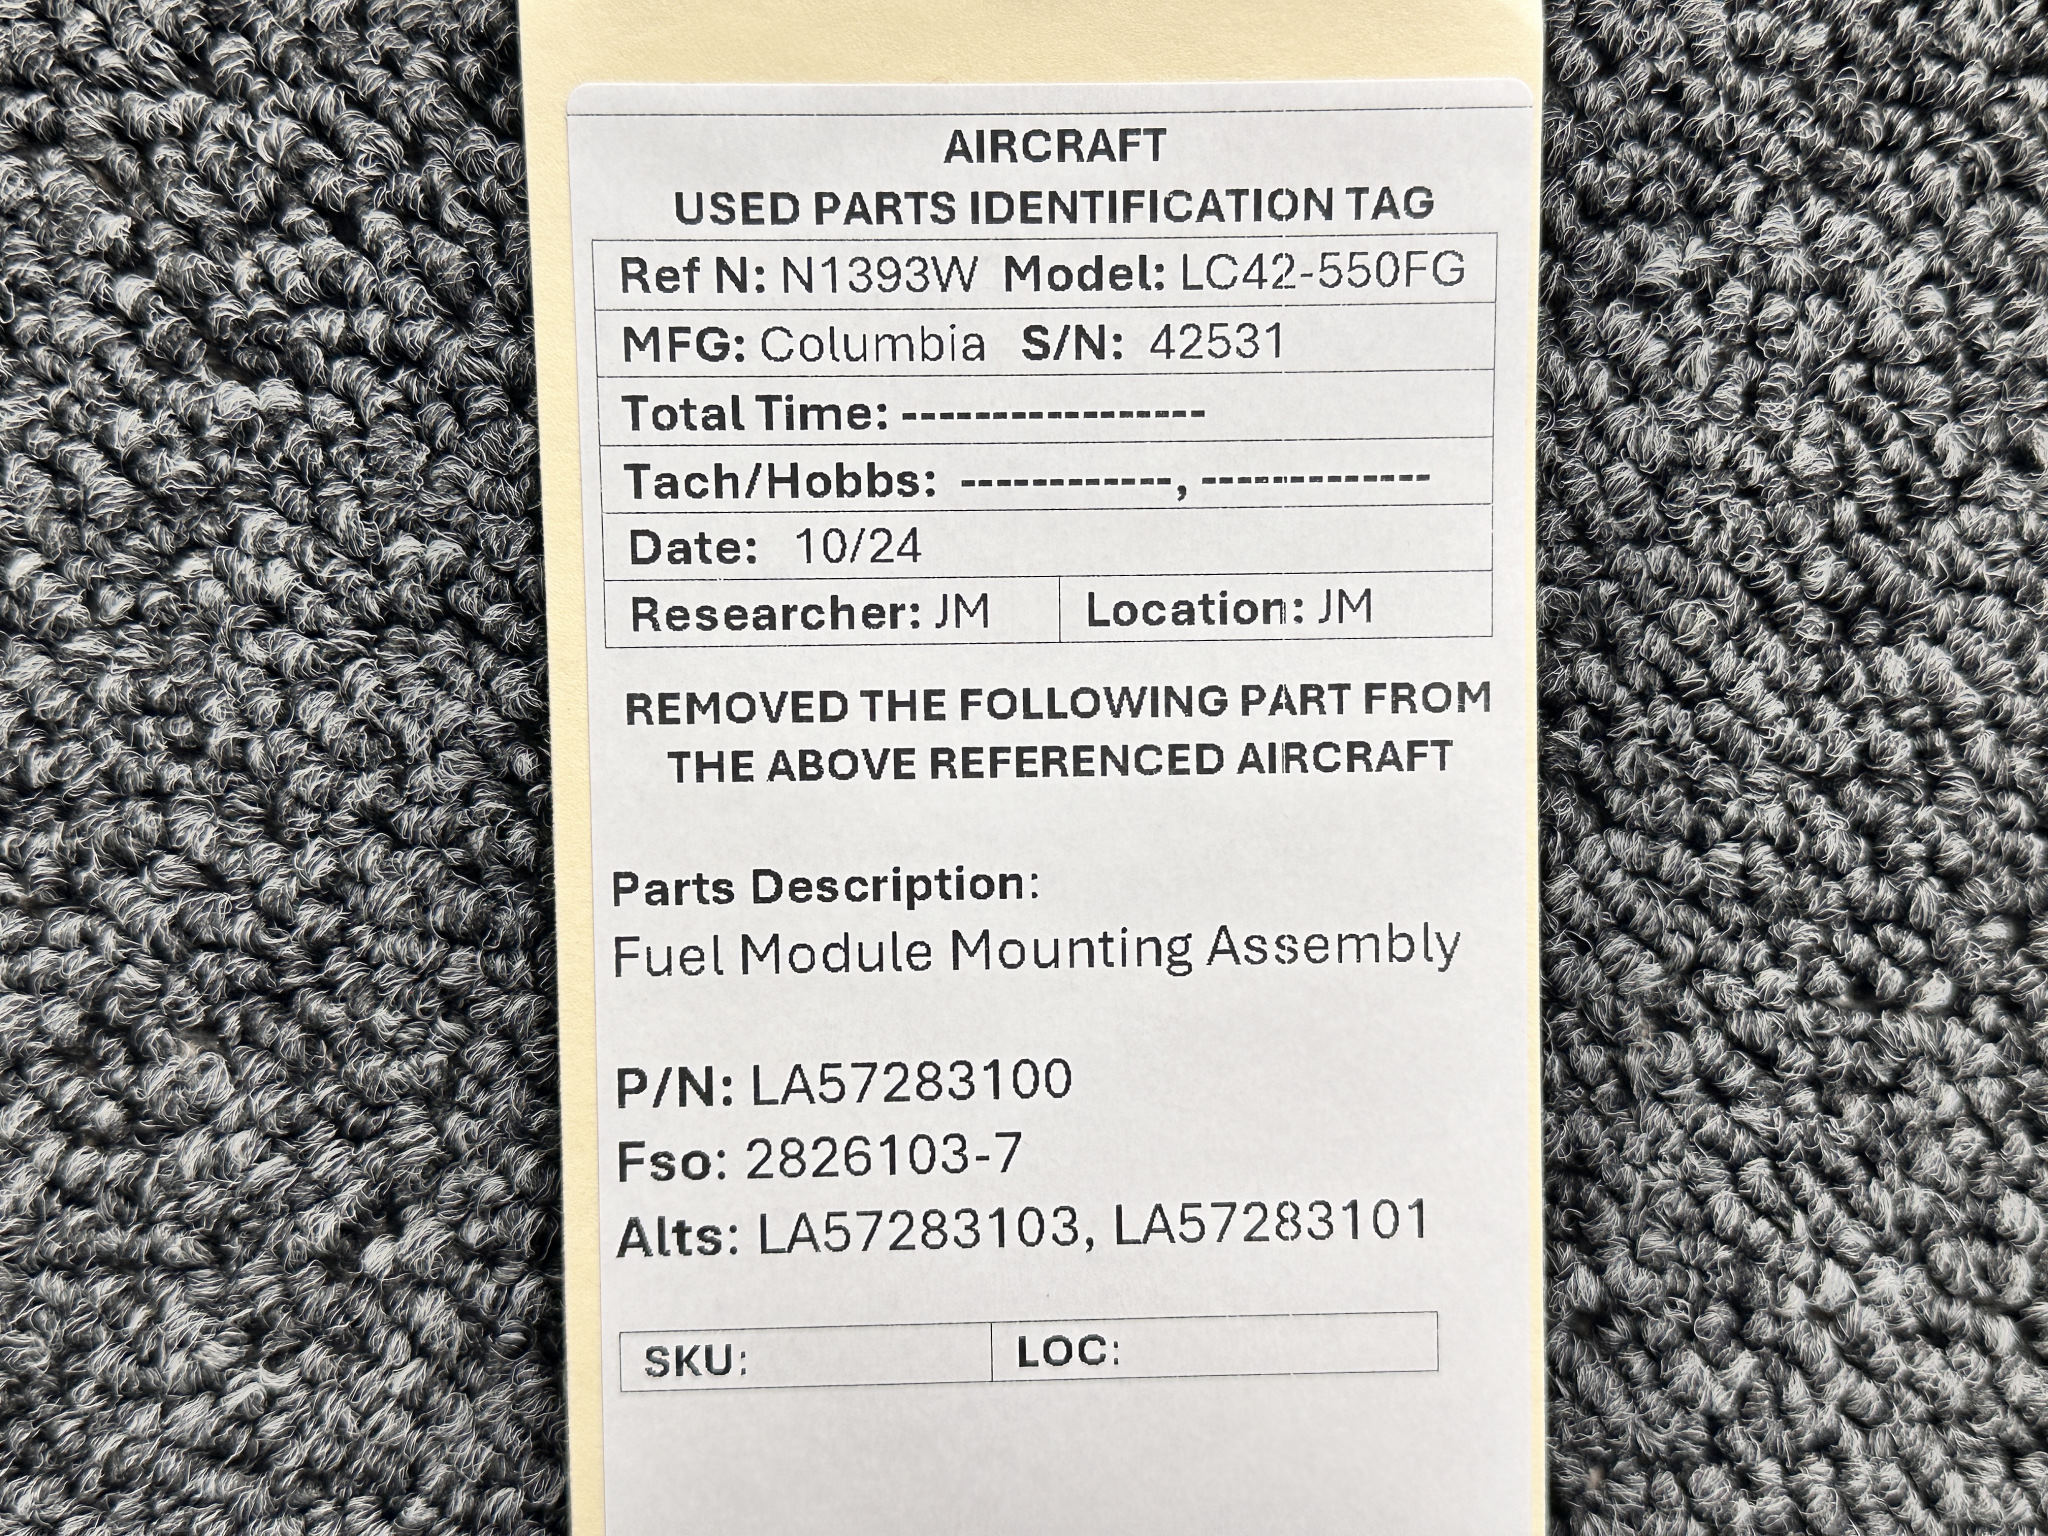 AIRCRAFT
USED PARTS IDENTIFICATION TAG
Ref N: N1393W Model: LC42-550FG
MFG: Columbia S/N: 42531
Total Time: -----------------
Tach/Hobbs: ------------, -------------
Date: 10/24
Researcher: JM Location: JM
REMOVED THE FOLLOWING PART FROM
THE ABOVE REFERENCED AIRCRAFT
Parts Description:
Fuel Module Mounting Assembly
P/N: LA57283100
Fso: 2826103-7
Alts: LA57283103, LA57283101
SKU: LOC: